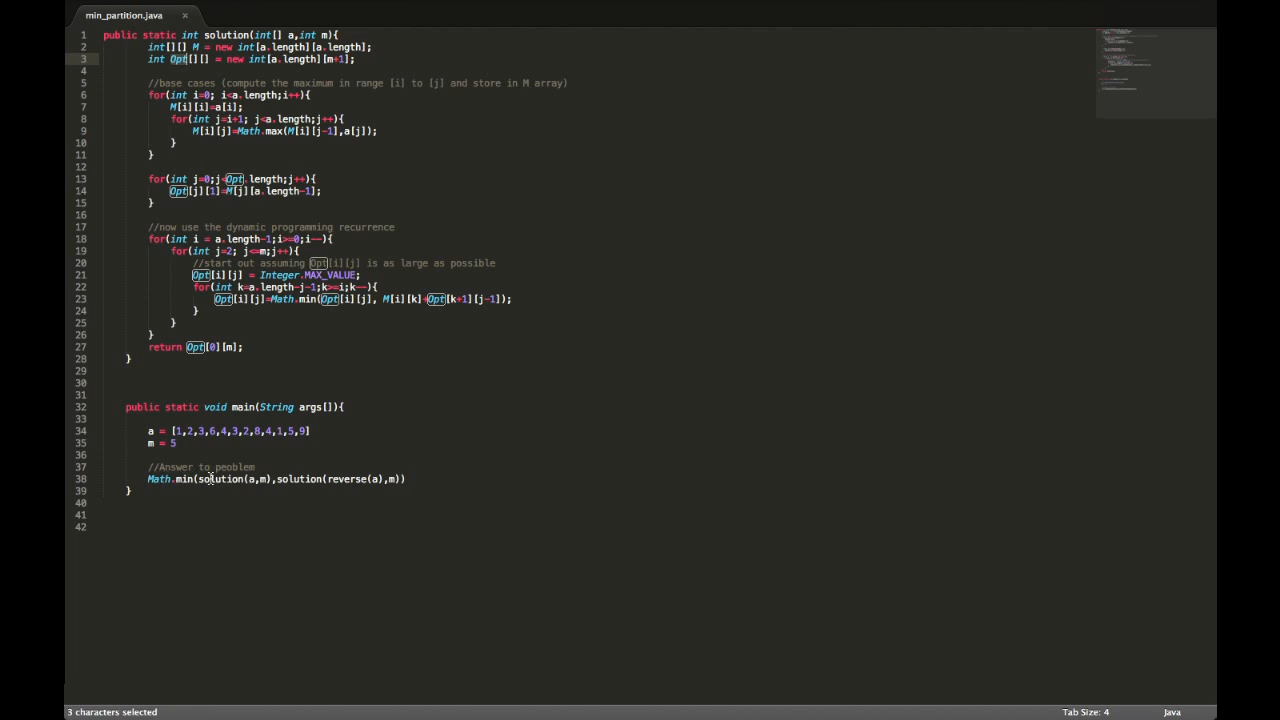 min_partition.java ×
1 public static int solution(int[] a,int m){
2 int[][] M = new int[a.length][a.length];
3 int Opt[][] = new int[a.length][m+1];
4
5 //base cases (compute the maximum in range [i] to [j] and store in M array)
6 for(int i=0; i<a.length;i++){
7 M[i][i]=a[i];
8 for(int j=i+1; j<a.length;j++){
9 M[i][j]=Math.max(M[i][j-1],a[j]);
10 }
11 }
12
13 for(int j=0;j<Opt.length;j++){
14 Opt[j][1]=M[j][a.length-1];
15 }
16
17 //now use the dynamic programming recurrence
18 for(int i = a.length-1;i>=0;i--){
19 for(int j=2; j<=m;j++){
20 //start out assuming Opt[i][j] is as large as possible
21 Opt[i][j] = Integer.MAX_VALUE;
22 for(int k=a.length-j-1;k>=i;k--){
23 Opt[i][j]=Math.min(Opt[i][j], M[i][k]+Opt[k+1][j-1]);
24 }
25 }
26 }
27 return Opt[0][m];
28 }
29
30
31
32 public static void main(String args[]){
33
34 a = [1,2,3,6,4,3,2,8,4,1,5,9]
35 m = 5
36
37 //Answer to peoblem
38 Math.min(solution(a,m),solution(reverse(a),m))
39 }
40
41
42
3 characters selected Tab Size: 4 Java